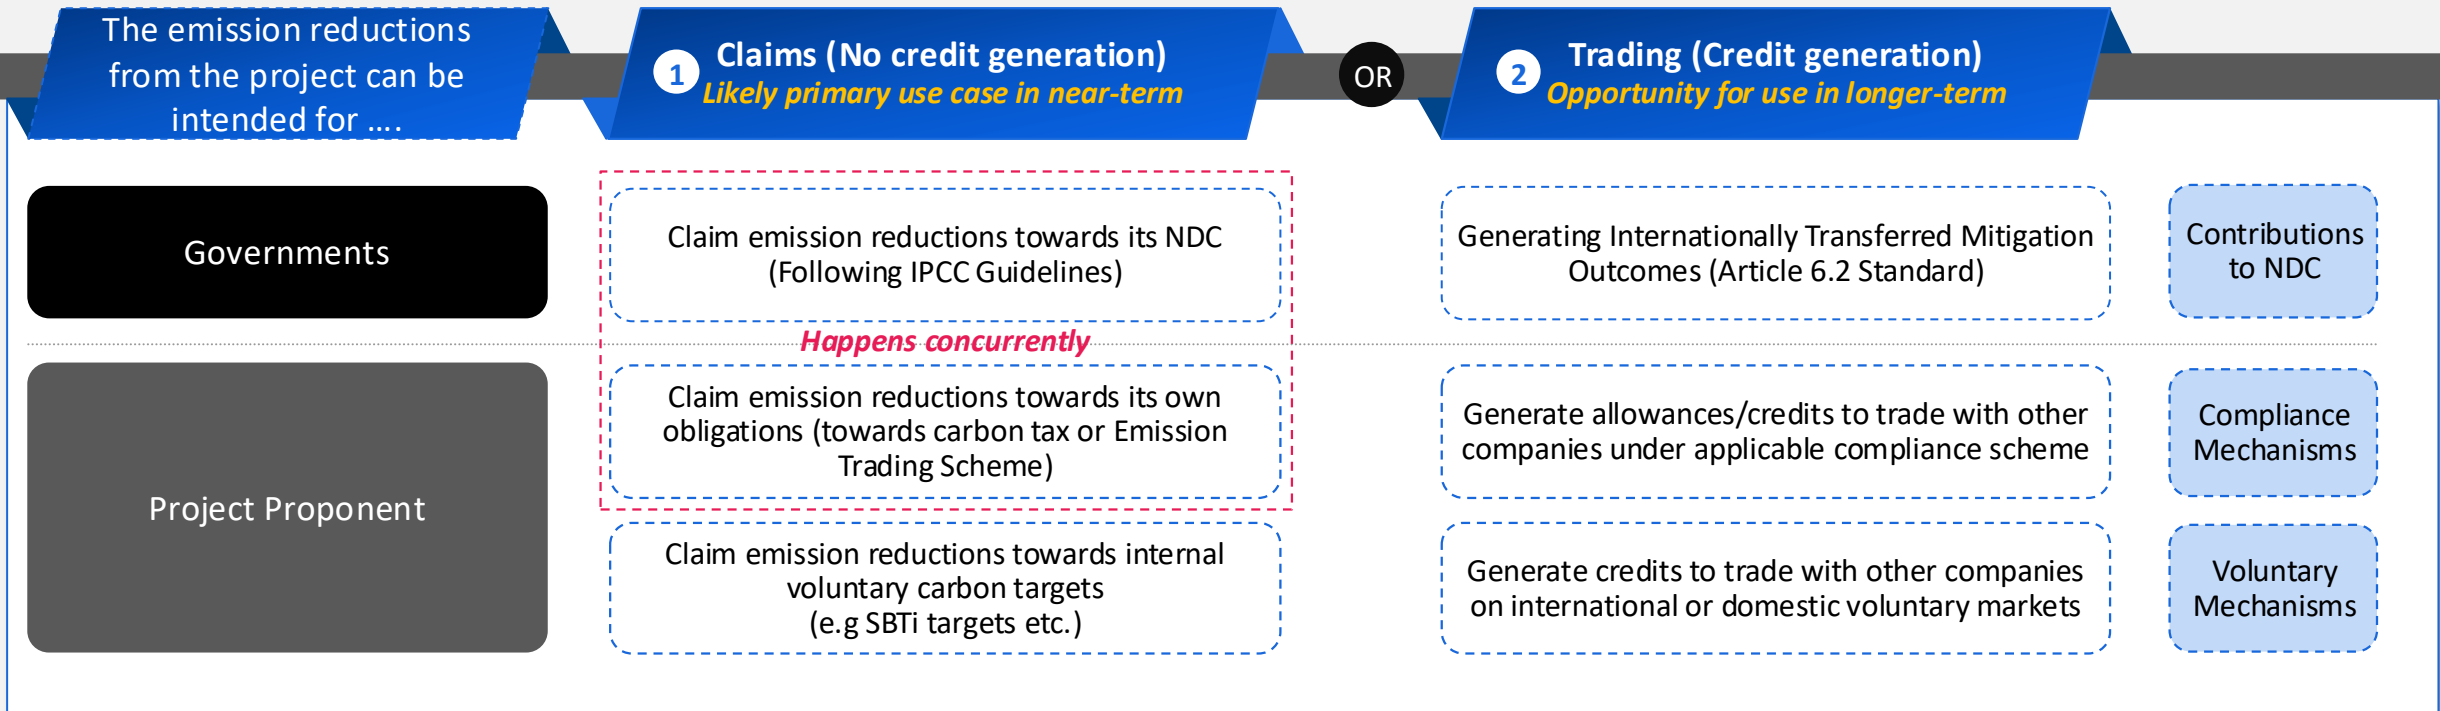 The emission reductions
from the project can be
intended for ....
1
Claims (No credit generation)
Likely primary use case in near-term
OR
2
Trading (Credit generation)
Opportunity for use in longer-term
Governments
Claim emission reductions towards its NDC
(Following IPCC Guidelines)
Generating Internationally Transferred Mitigation
Outcomes (Article 6.2 Standard)
Contributions
to NDC
Happens concurrently
Project Proponent
Claim emission reductions towards its own
obligations (towards carbon tax or Emission
Trading Scheme)
Generate allowances/credits to trade with other
companies under applicable compliance scheme
Compliance
Mechanisms
Claim emission reductions towards internal
voluntary carbon targets
(e.g SBTi targets etc.)
Generate credits to trade with other companies
on international or domestic voluntary markets
Voluntary
Mechanisms